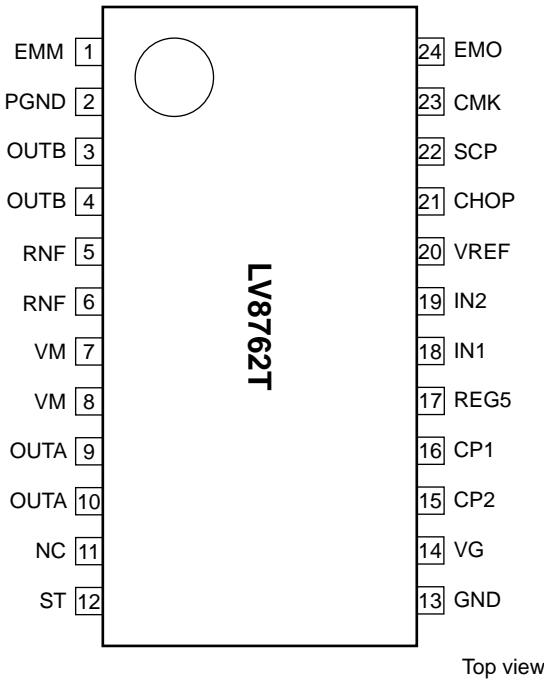 EMM 1
24 EMO
PGND 2
23 CMK
OUTB 3
22 SCP
OUTB 4
21 CHOP
RNF 5
20 VREF
RNF 6
19 IN2
VM 7
18 IN1
VM 8
17 REG5
OUTA 9
16 CP1
OUTA 10
15 CP2
NC 11
14 VG
ST 12
13 GND
LV8762T
Top view